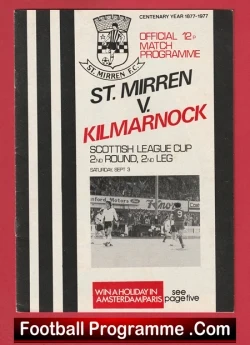 CENTENARY YEAR 1877-1977
OFFICIAL 12P
MATCH
PROGRAMME
ST. MIRREN F.C.
ST. MIRREN
V.
KILMARNOCK
SCOTTISH LEAGUE CUP
2ND ROUND, 2ND LEG
SATURDAY SEPT. 3
WIN A HOLIDAY IN
AMSTERDAM/PARIS
see
page five
Football Programme .Com